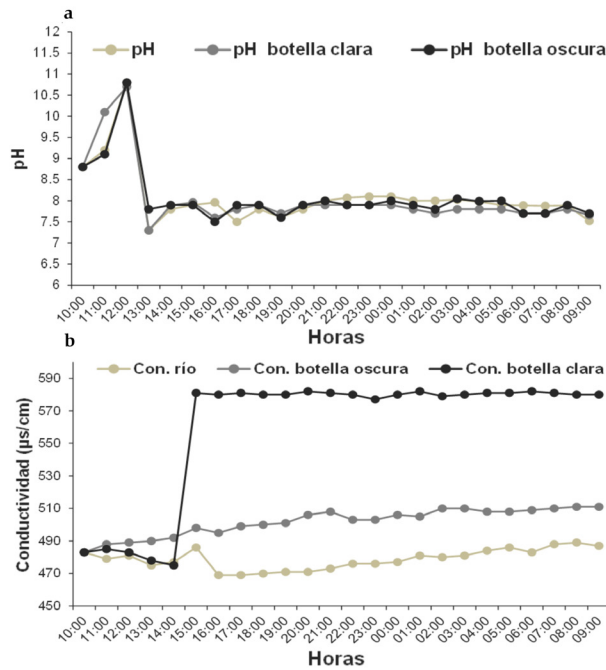 a
12
11.5
11
10.5
10
9.5
9
8.5
8
7.5
7
6.5
6
pH
pH pH botella clara pH botella oscura
10:00 11:00 12:00 13:00 14:00 15:00 16:00 17:00 18:00 19:00 20:00 21:00 22:00 23:00 00:00 01:00 02:00 03:00 04:00 05:00 06:00 07:00 08:00 09:00
Horas
b
Con. río Con. botella oscura Con. botella clara
590
570
550
530
510
490
470
450
Conductividad (µs/cm)
10:00 11:00 12:00 13:00 14:00 15:00 16:00 17:00 18:00 19:00 20:00 21:00 22:00 23:00 00:00 01:00 02:00 03:00 04:00 05:00 06:00 07:00 08:00 09:00
Horas